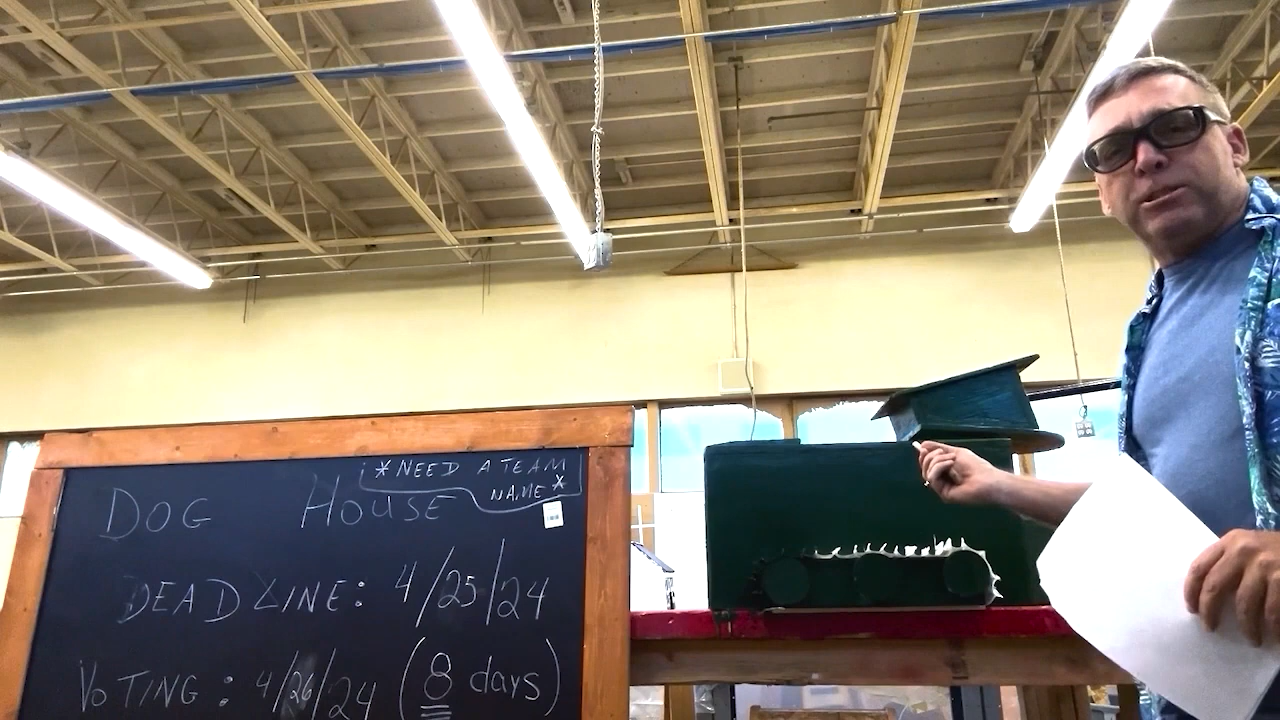 *NEED A TEAM
NAME*
DOG HOUSE
DEADLINE: 4/25/24
VOTING: 4/26/24 (8 days)